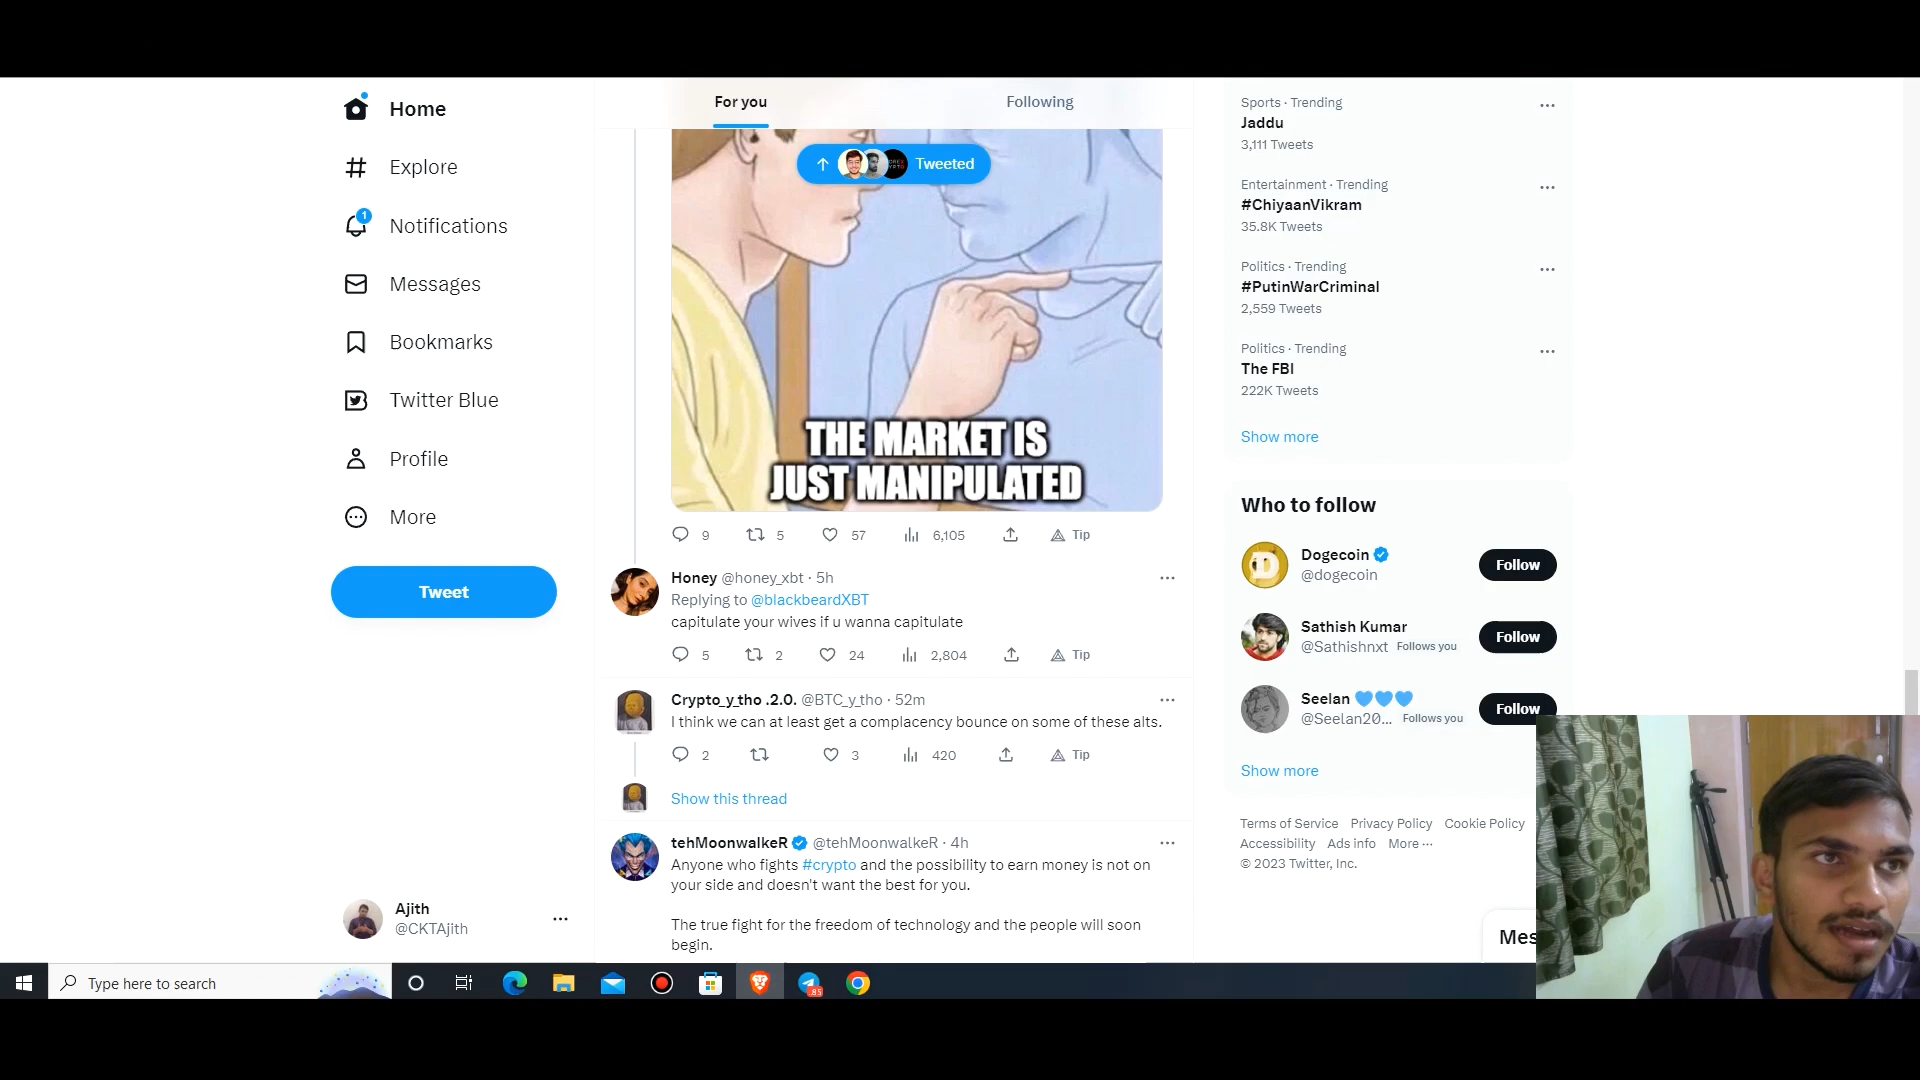 Home
Explore
1
Notifications
Messages
Bookmarks
Twitter Blue
Profile
More
Tweet
Ajith
@CKTAjith
For you
Following
Tweeted
THE MARKET IS
JUST MANIPULATED
9 5 57 6,105 Tip
Honey @honey_xbt · 5h
Replying to @blackbeardXBT
capitulate your wives if u wanna capitulate
5 2 24 2,804 Tip
Crypto_y_tho .2.0. @BTC_y_tho · 52m
I think we can at least get a complacency bounce on some of these alts.
2 3 420 Tip
Show this thread
tehMoonwalkeR @tehMoonwalkeR · 4h
Anyone who fights #crypto and the possibility to earn money is not on
your side and doesn't want the best for you.
The true fight for the freedom of technology and the people will soon
begin.
Sports · Trending
Jaddu
3,111 Tweets
Entertainment · Trending
#ChiyaanVikram
35.8K Tweets
Politics · Trending
#PutinWarCriminal
2,559 Tweets
Politics · Trending
The FBI
222K Tweets
Show more
Who to follow
Dogecoin
@dogecoin
Follow
Sathish Kumar
@Sathishnxt Follows you
Follow
Seelan 💙💙💙
@Seelan20... Follows you
Follow
Show more
Terms of Service Privacy Policy Cookie Policy
Accessibility Ads info More ···
© 2023 Twitter, Inc.
Mes
Type here to search